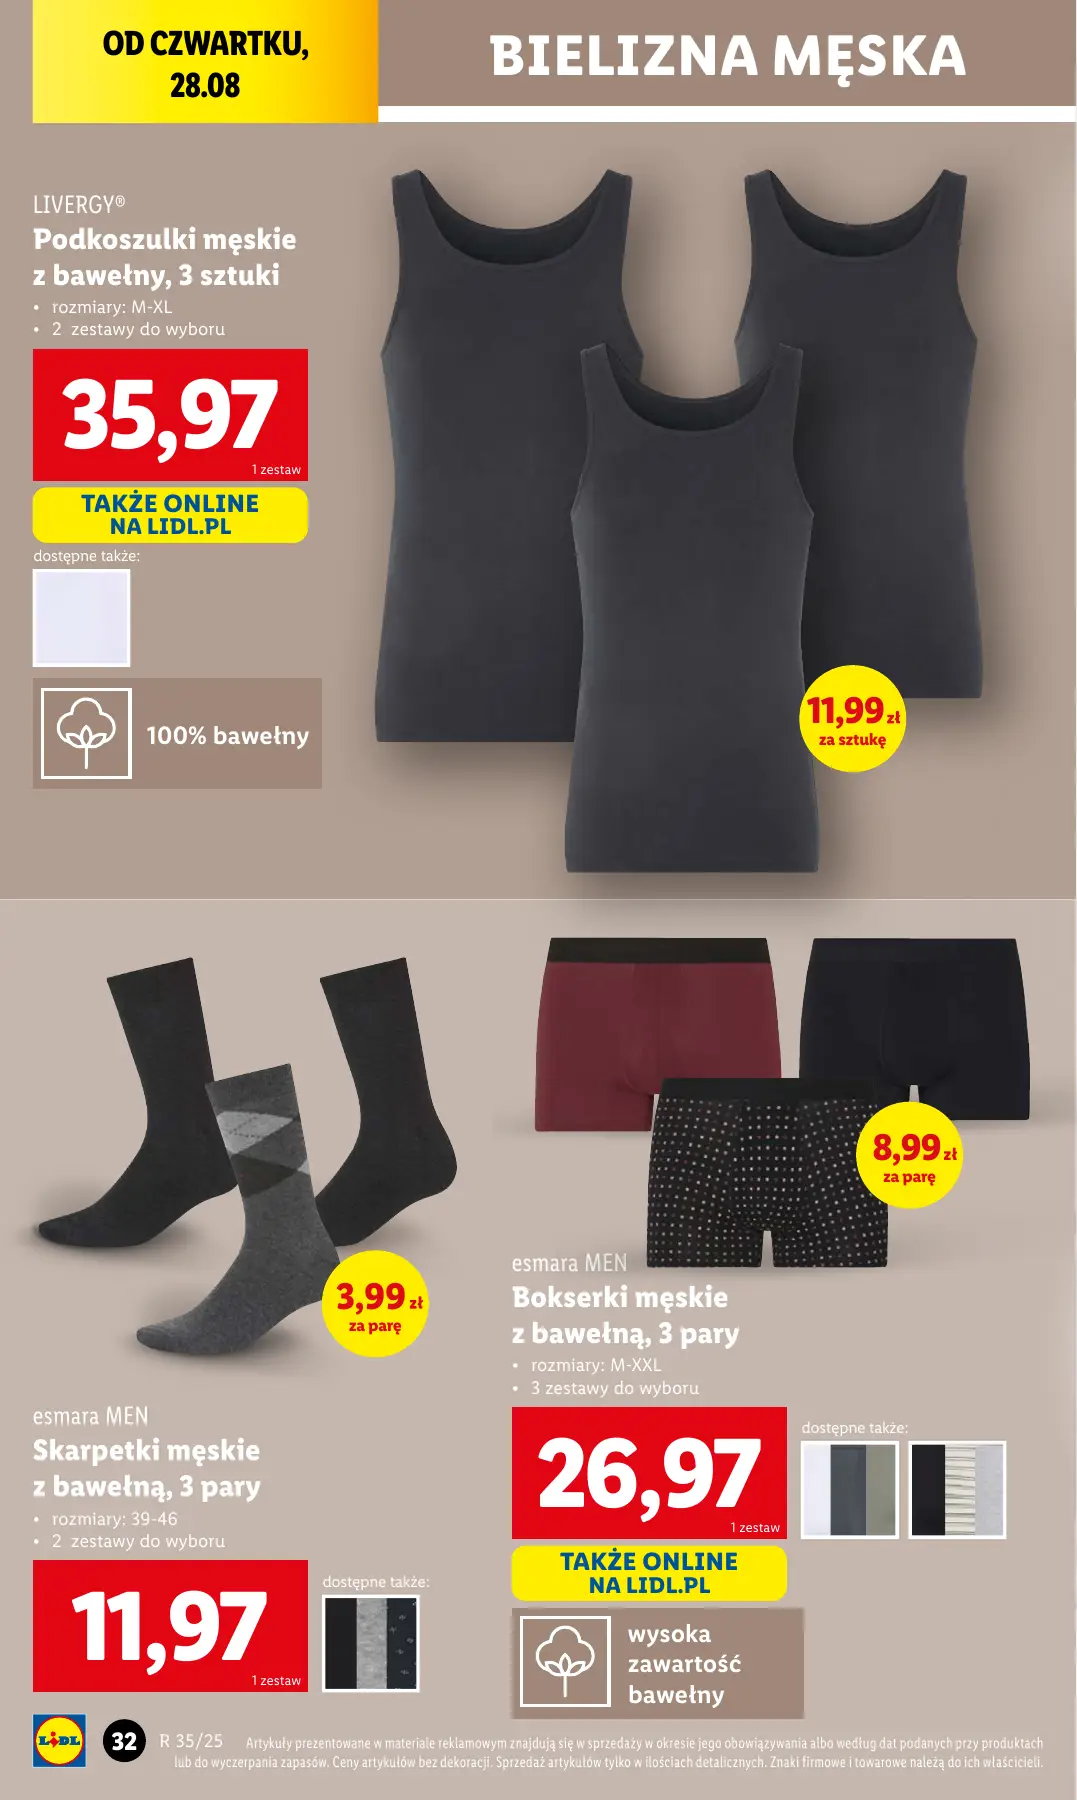 OD CZWARTKU,
28.08
BIELIZNA MĘSKA
LIVERGY®
Podkoszulki męskie
z bawełny, 3 sztuki
• rozmiary: M-XL
• 2 zestawy do wyboru
35,97
1 zestaw
TAKŻE ONLINE
NA LIDL.PL
dostępne także:
100% bawełny
11,99 zł
za sztukę
3,99 zł
za parę
esmara MEN
Skarpetki męskie
z bawełną, 3 pary
• rozmiary: 39-46
• 2 zestawy do wyboru
11,97
1 zestaw
dostępne także:
8,99 zł
za parę
esmara MEN
Bokserki męskie
z bawełną, 3 pary
• rozmiary: M-XXL
• 3 zestawy do wyboru
26,97
1 zestaw
dostępne także:
TAKŻE ONLINE
NA LIDL.PL
wysoka
zawartość
bawełny
LIDL
32
R 35/25
Artykuły prezentowane w materiale reklamowym znajdują się w sprzedaży w okresie jego obowiązywania albo według dat podanych przy produktach
lub do wyczerpania zapasów. Ceny artykułów bez dekoracji. Sprzedaż artykułów tylko w ilościach detalicznych. Znaki firmowe i towarowe należą do ich właścicieli.